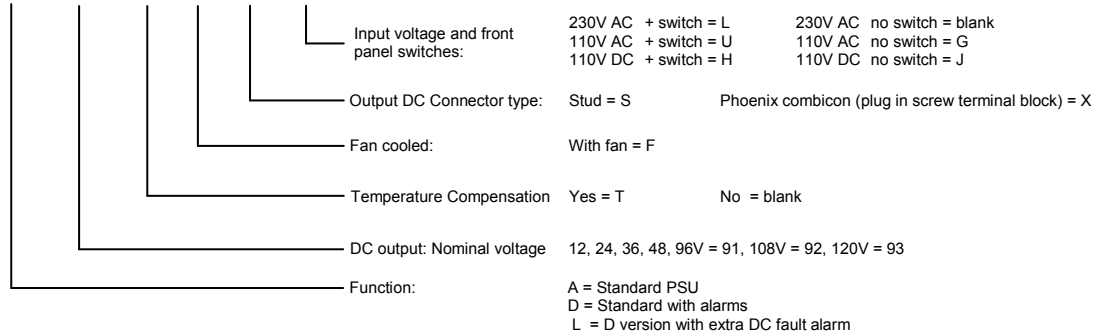 Input voltage and front panel switches: 230V AC + switch = L 230V AC no switch = blank
110V AC + switch = U 110V AC no switch = G
110V DC + switch = H 110V DC no switch = J
Output DC Connector type: Stud = S Phoenix combicon (plug in screw terminal block) = X
Fan cooled: With fan = F
Temperature Compensation Yes = T No = blank
DC output: Nominal voltage 12, 24, 36, 48, 96V = 91, 108V = 92, 120V = 93
Function: A = Standard PSU
D = Standard with alarms
L = D version with extra DC fault alarm